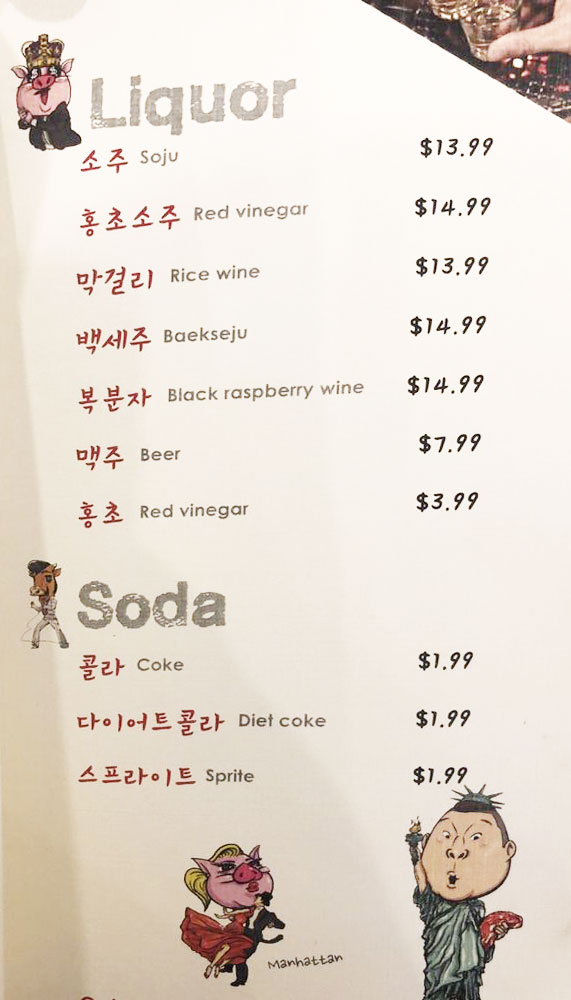 Liquor
소주 Soju $13.99
홍초소주 Red vinegar $14.99
막걸리 Rice wine $13.99
백세주 Baekseju $14.99
복분자 Black raspberry wine $14.99
맥주 Beer $7.99
홍초 Red vinegar $3.99
Soda
콜라 Coke $1.99
다이어트콜라 Diet coke $1.99
스프라이트 Sprite $1.99
Manhattan